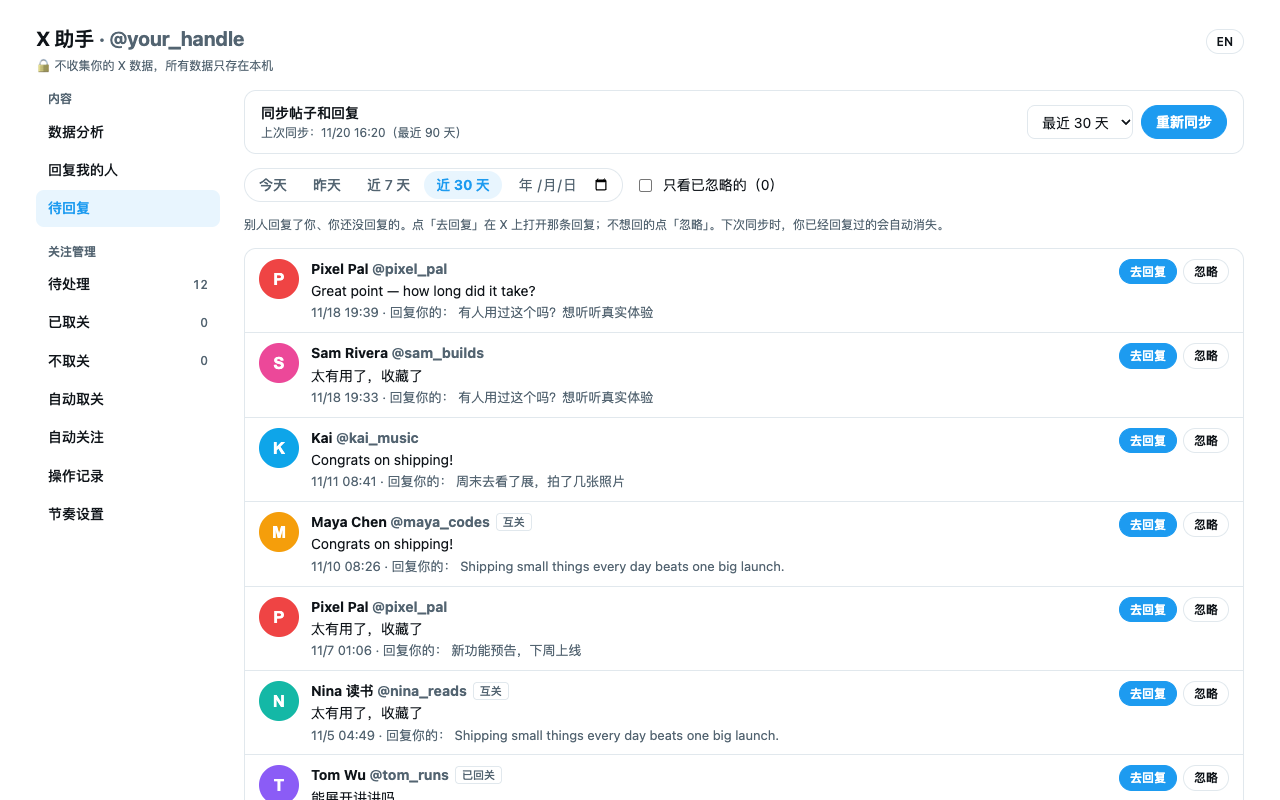 X 助手 · @your_handle
🔒 不收集你的 X 数据，所有数据只存在本机
EN
内容
数据分析
回复我的人
待回复
关注管理
待处理 12
已取关 0
不取关 0
自动取关
自动关注
操作记录
节奏设置
同步帖子和回复
上次同步：11/20 16:20（最近 90 天）
最近 30 天
重新同步
今天 昨天 近 7 天 近 30 天 年 /月/日 只看已忽略的（0）
别人回复了你、你还没回复的。点「去回复」在 X 上打开那条回复；不想回的点「忽略」。下次同步时，你已经回复过的会自动消失。
P
Pixel Pal @pixel_pal
Great point — how long did it take?
11/18 19:39 · 回复你的： 有人用过这个吗？想听听真实体验
去回复 忽略
S
Sam Rivera @sam_builds
太有用了，收藏了
11/18 19:33 · 回复你的： 有人用过这个吗？想听听真实体验
去回复 忽略
K
Kai @kai_music
Congrats on shipping!
11/11 08:41 · 回复你的： 周末去看了展，拍了几张照片
去回复 忽略
M
Maya Chen @maya_codes 互关
Congrats on shipping!
11/10 08:26 · 回复你的： Shipping small things every day beats one big launch.
去回复 忽略
P
Pixel Pal @pixel_pal
太有用了，收藏了
11/7 01:06 · 回复你的： 新功能预告，下周上线
去回复 忽略
N
Nina 读书 @nina_reads 互关
太有用了，收藏了
11/5 04:49 · 回复你的： Shipping small things every day beats one big launch.
去回复 忽略
T
Tom Wu @tom_runs 已回关
能展开讲讲吗
去回复 忽略